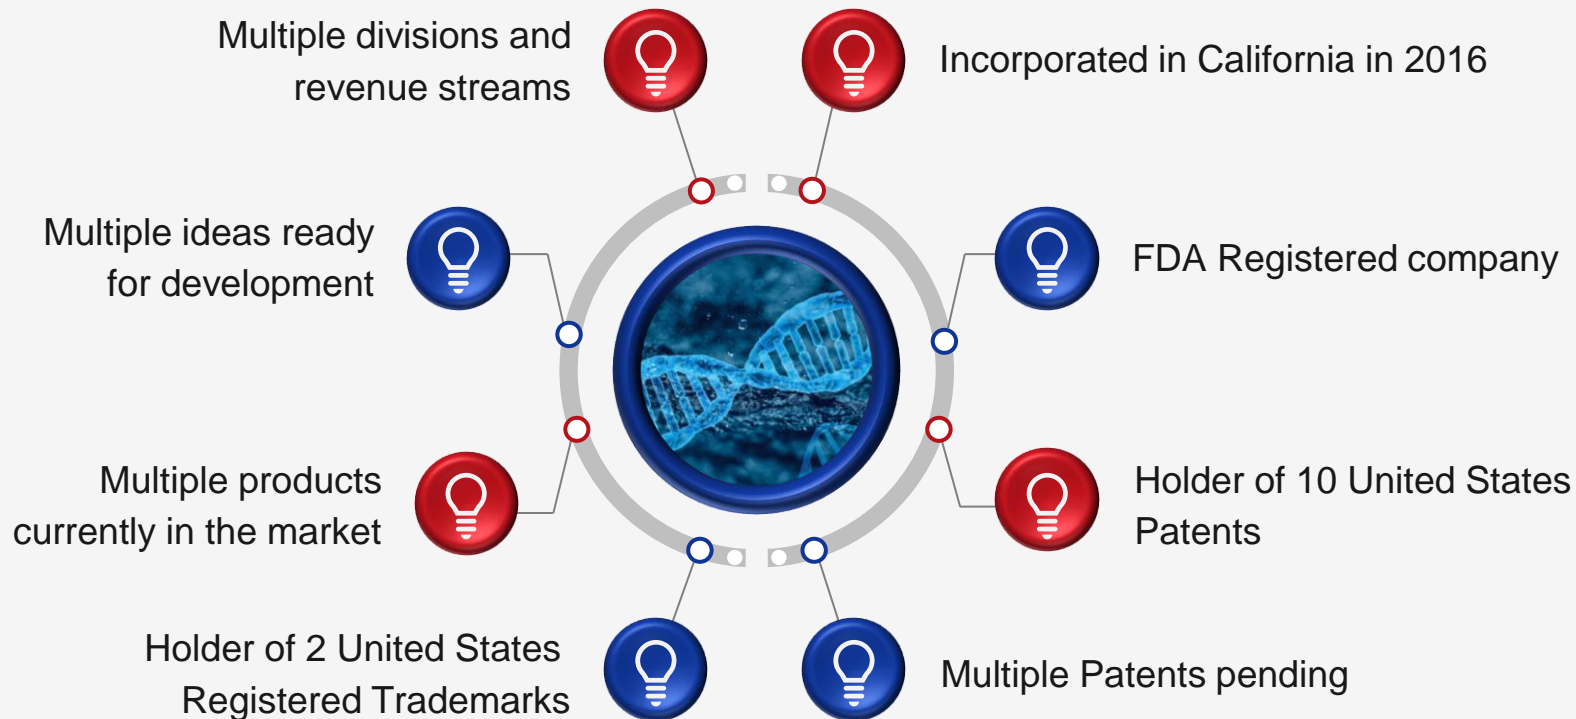 Multiple divisions and
revenue streams
Incorporated in California in 2016
Multiple ideas ready
for development
FDA Registered company
Multiple products
currently in the market
Holder of 10 United States
Patents
Holder of 2 United States
Registered Trademarks
Multiple Patents pending